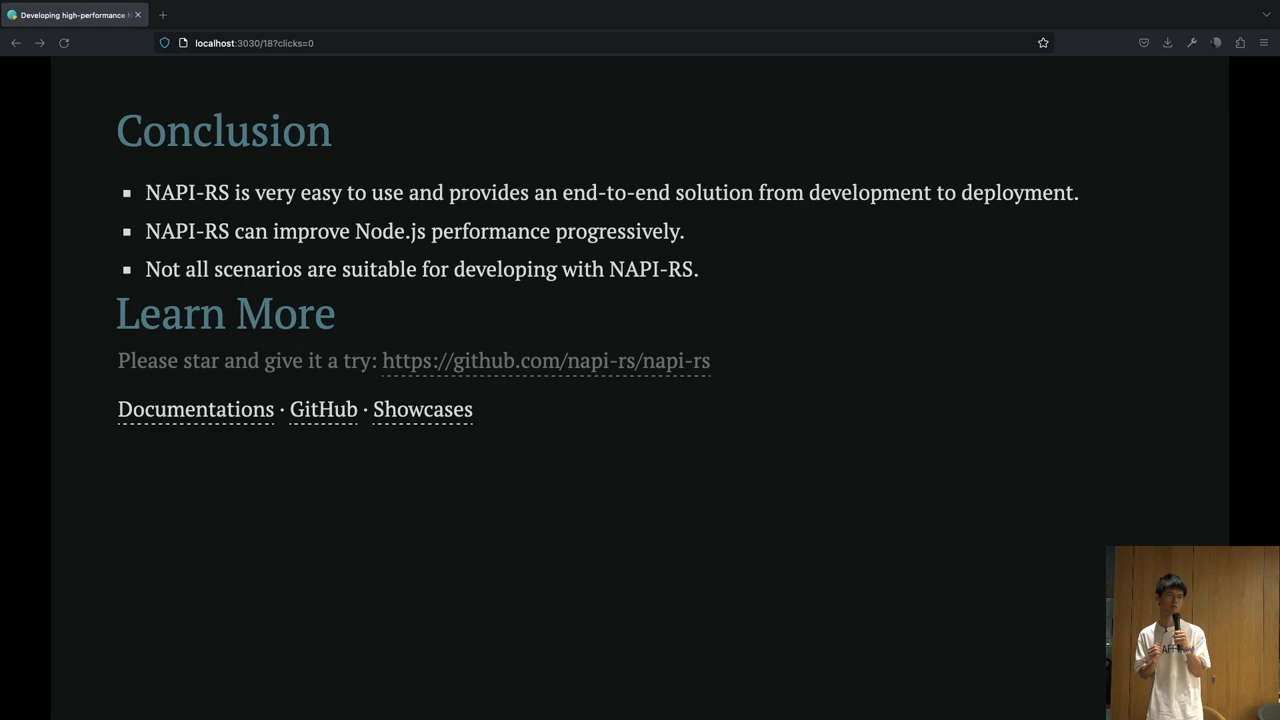 Developing high-performance
localhost:3030/18?clicks=0
Conclusion
NAPI-RS is very easy to use and provides an end-to-end solution from development to deployment.
NAPI-RS can improve Node.js performance progressively.
Not all scenarios are suitable for developing with NAPI-RS.
Learn More
Please star and give it a try: https://github.com/napi-rs/napi-rs
Documentations · GitHub · Showcases